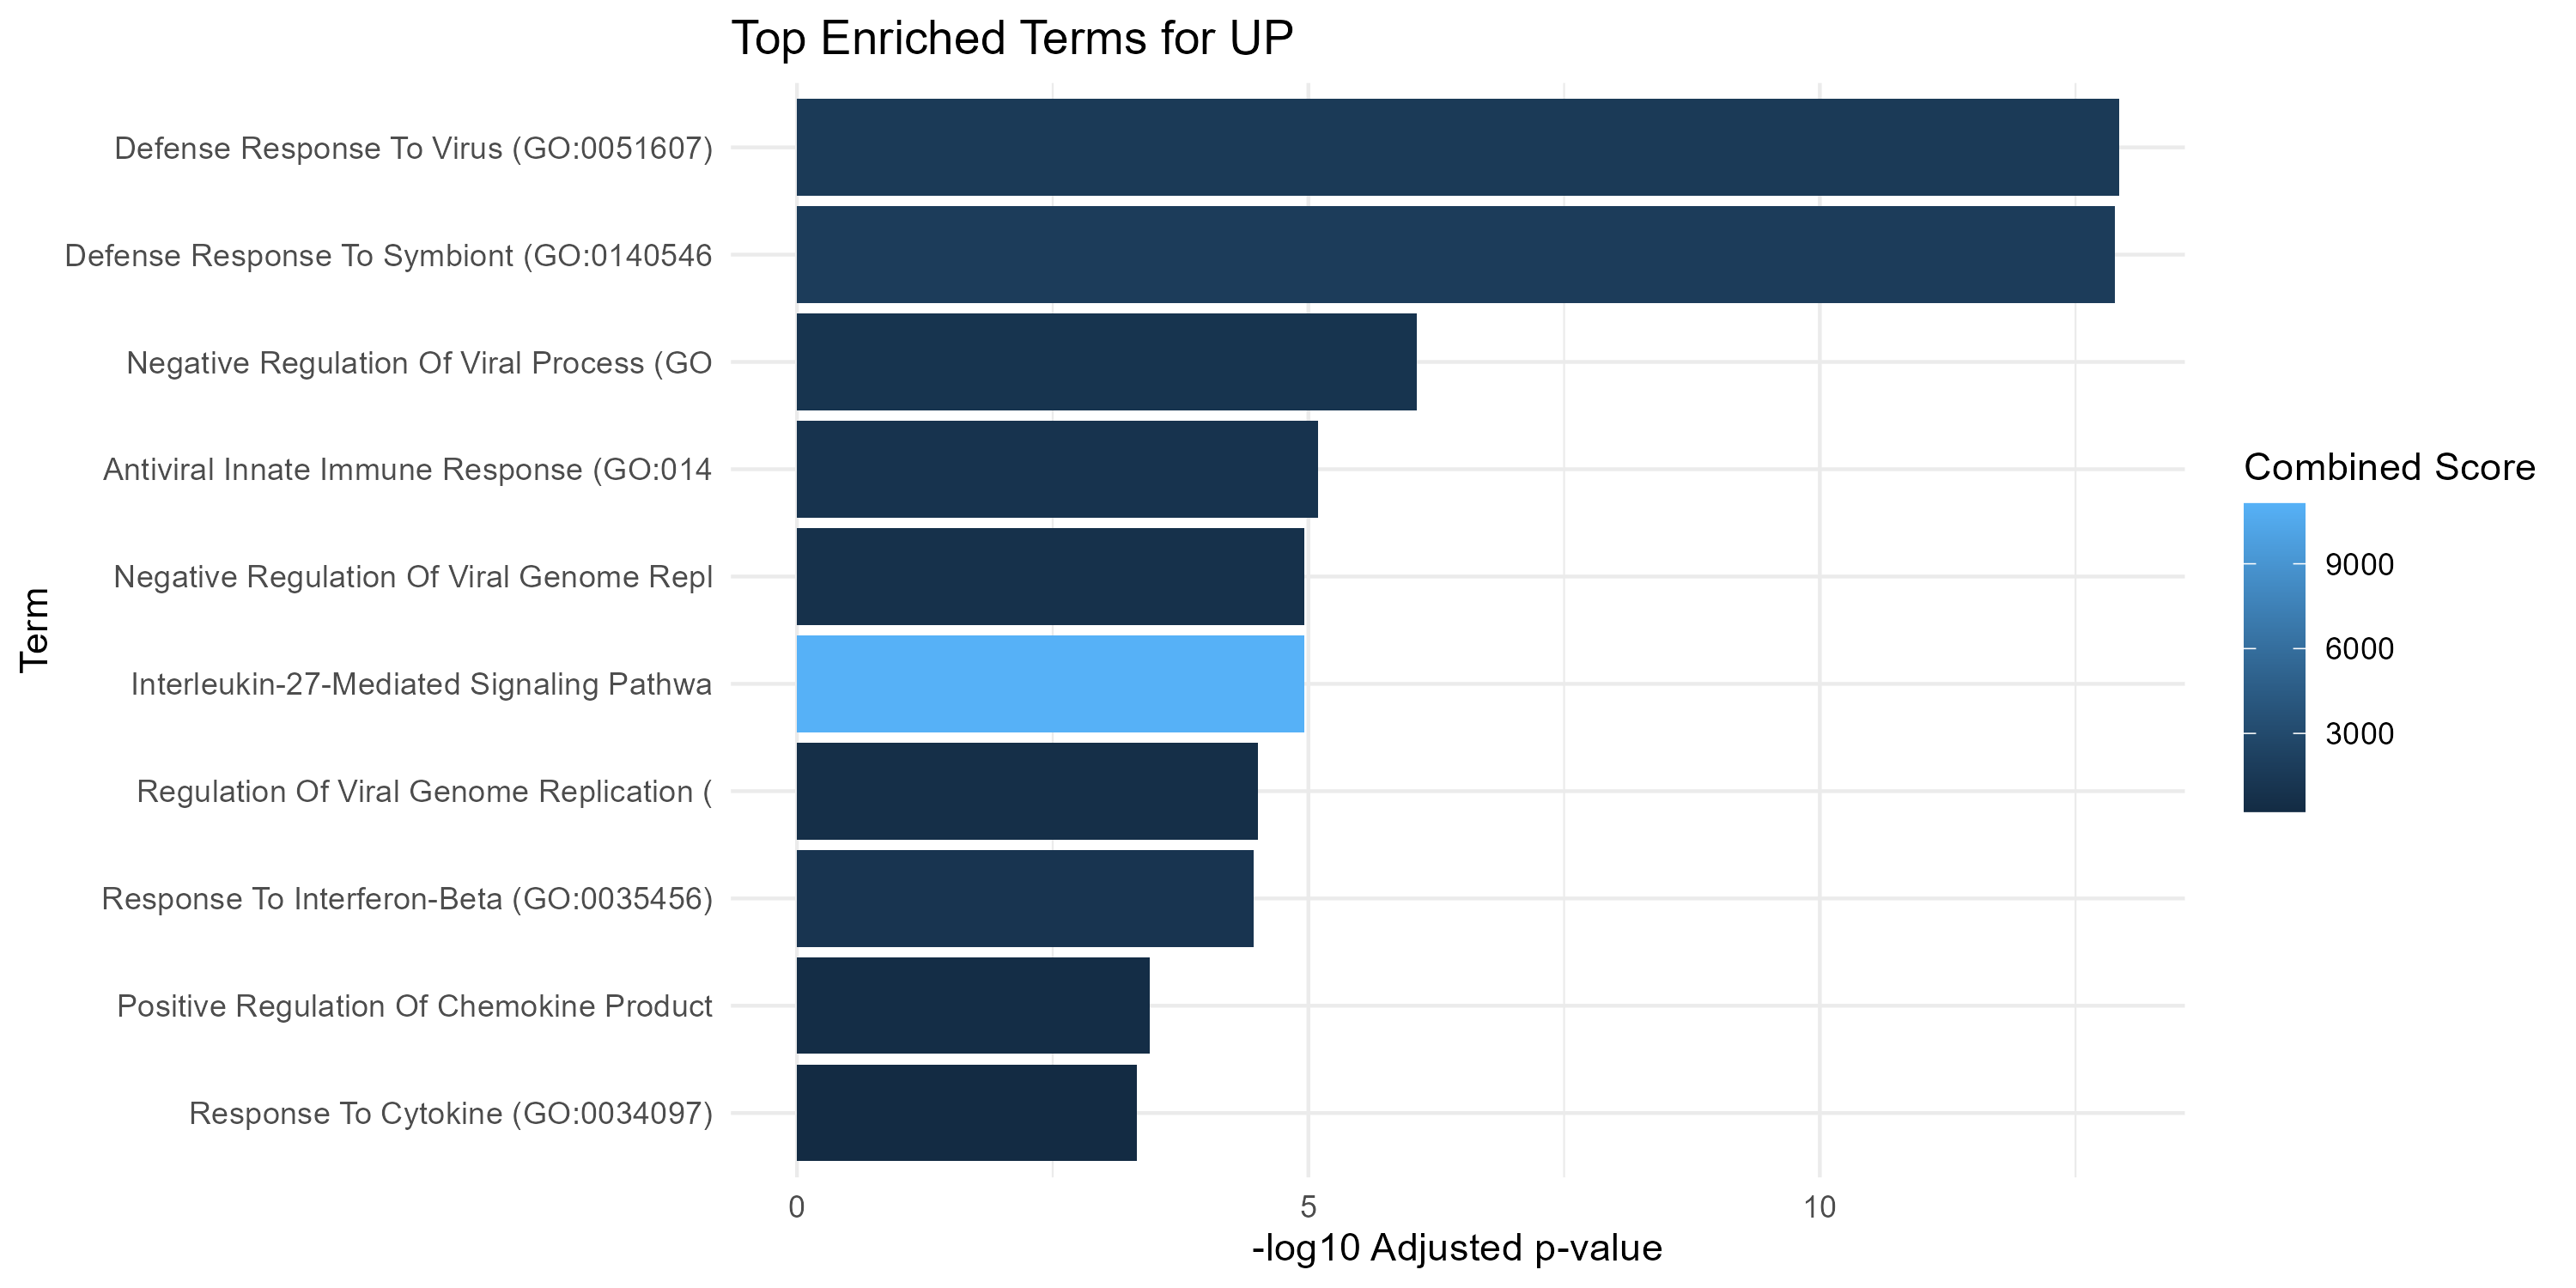 Top Enriched Terms for UP
Defense Response To Virus (GO:0051607)
Defense Response To Symbiont (GO:0140546
Negative Regulation Of Viral Process (GO
Antiviral Innate Immune Response (GO:014
Negative Regulation Of Viral Genome Repl
Interleukin-27-Mediated Signaling Pathwa
Regulation Of Viral Genome Replication (
Response To Interferon-Beta (GO:0035456)
Positive Regulation Of Chemokine Product
Response To Cytokine (GO:0034097)
Term
0
5
10
-log10 Adjusted p-value
Combined Score
9000
6000
3000